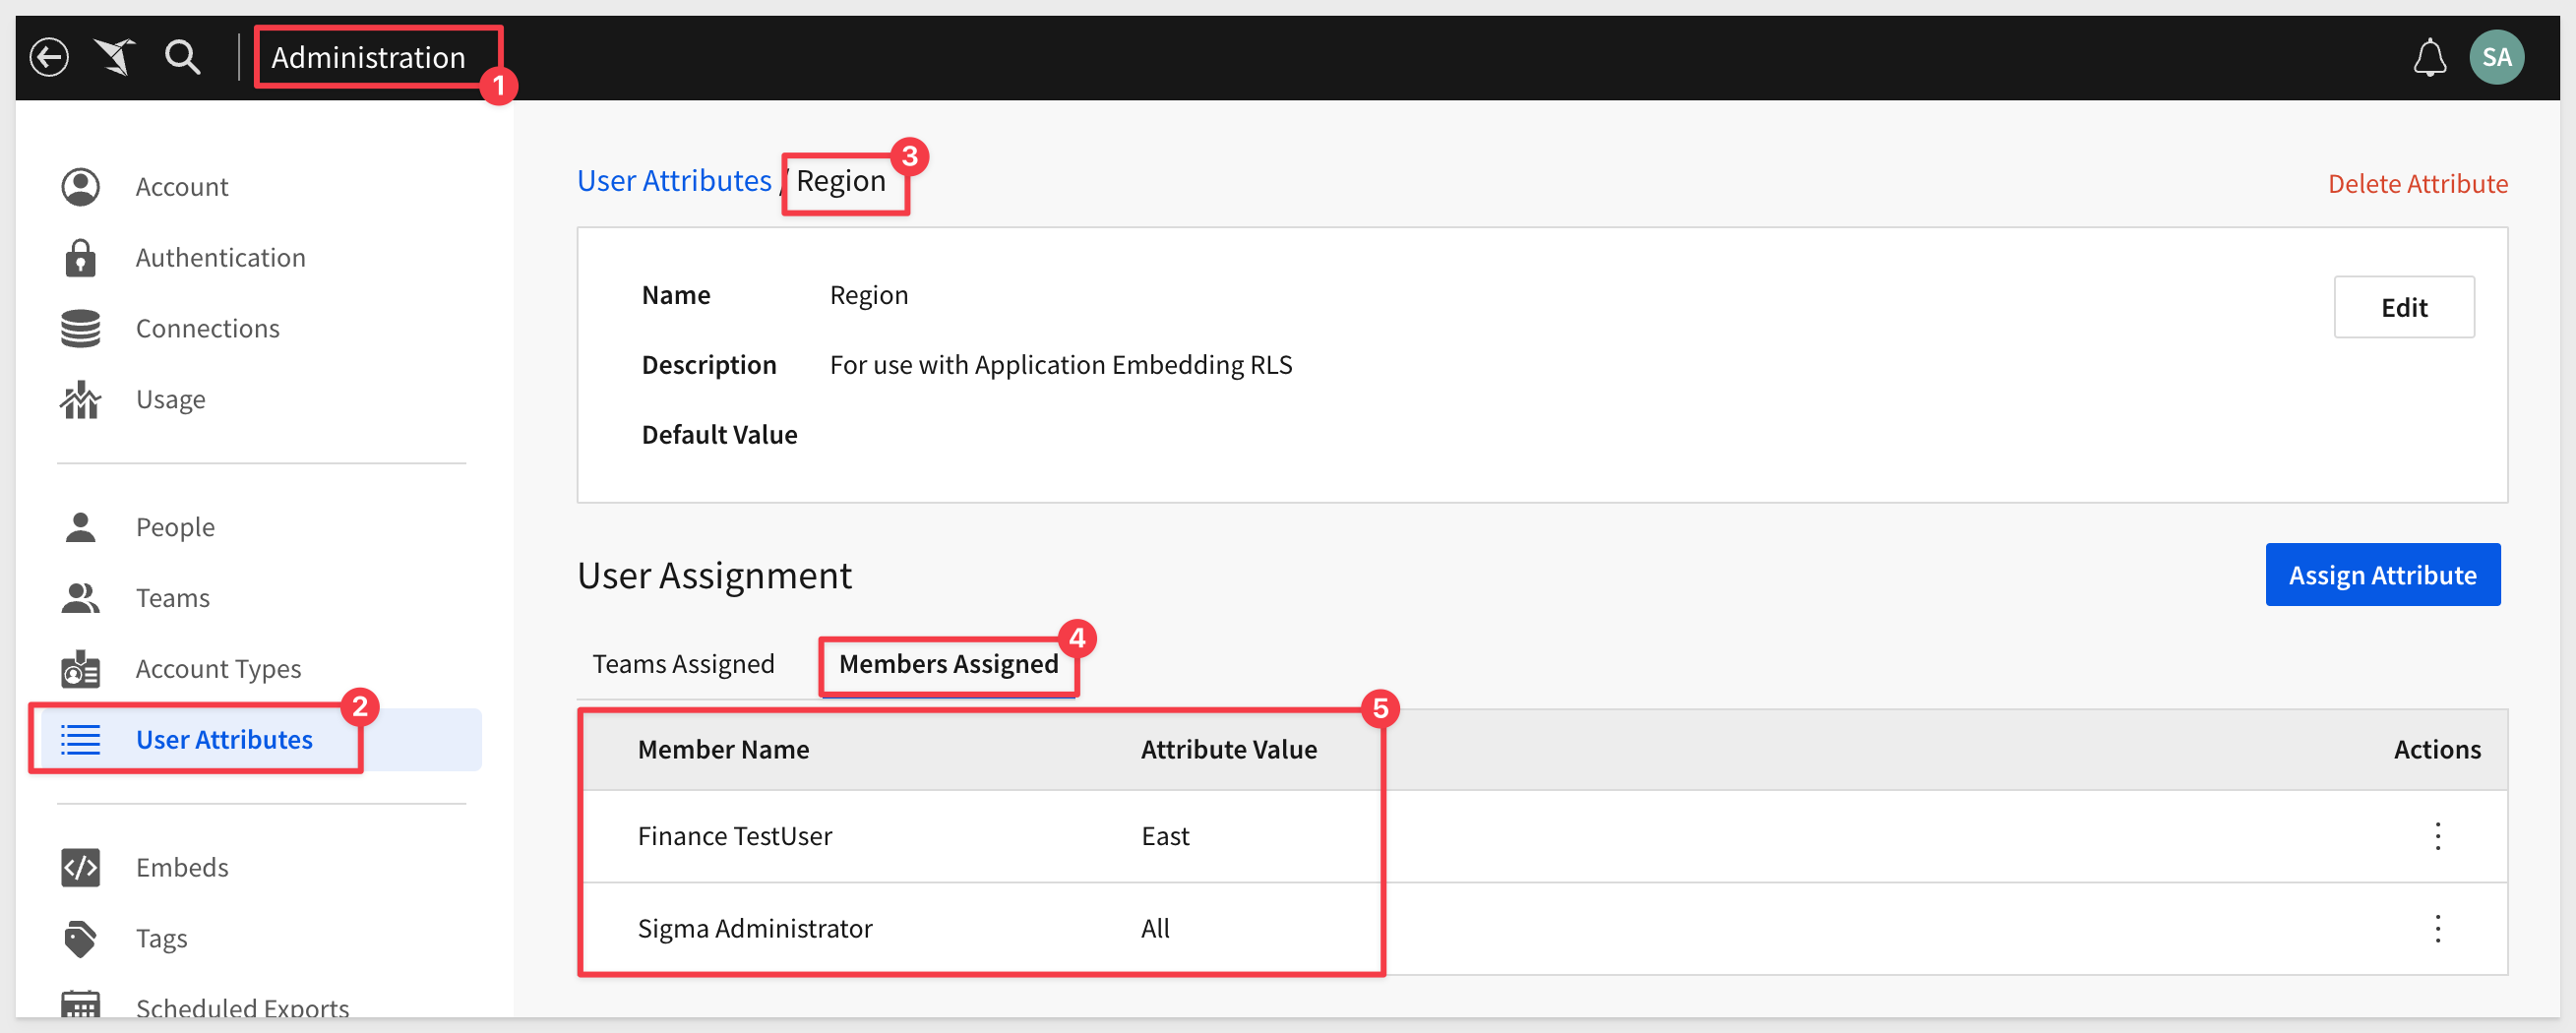 Administration
1
SA
Account
Authentication
Connections
Usage
People
Teams
Account Types
User Attributes
2
Embeds
Tags
Scheduled Exports
User Attributes / Region
3
Delete Attribute
Name Region
Edit
Description For use with Application Embedding RLS
Default Value
User Assignment
Assign Attribute
Teams Assigned Members Assigned
4
5
Member Name Attribute Value Actions
Finance TestUser East
Sigma Administrator All